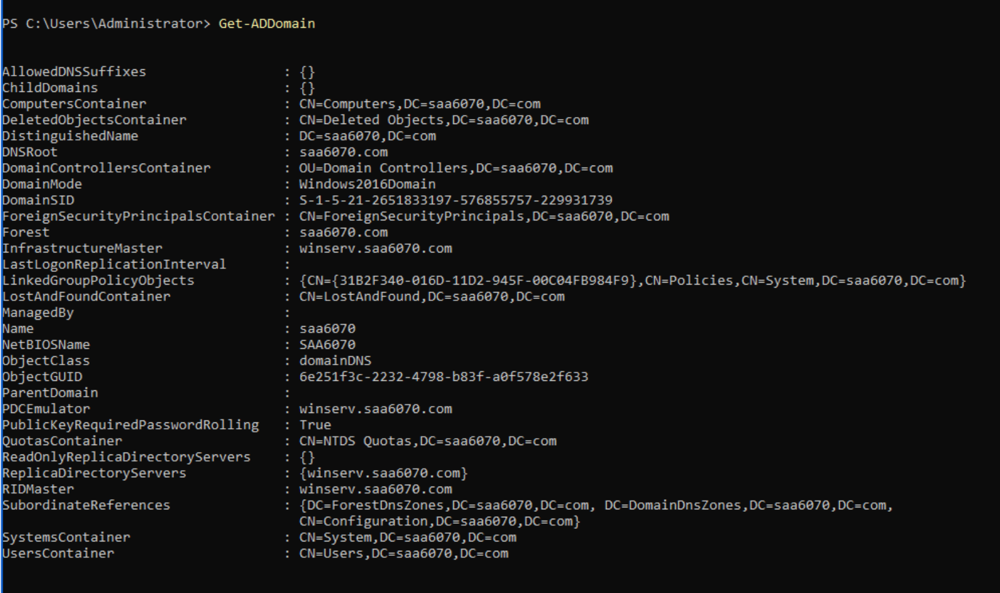 PS C:\Users\Administrator> Get-ADDomain
AllowedDNSSuffixes                 : {}
ChildDomains                       : {}
ComputersContainer                 : CN=Computers,DC=saa6070,DC=com
DeletedObjectsContainer            : CN=Deleted Objects,DC=saa6070,DC=com
DistinguishedName                  : DC=saa6070,DC=com
DNSRoot                            : saa6070.com
DomainControllersContainer         : OU=Domain Controllers,DC=saa6070,DC=com
DomainMode                         : Windows2016Domain
DomainSID                          : S-1-5-21-2651833197-576855757-229931739
ForeignSecurityPrincipalsContainer : CN=ForeignSecurityPrincipals,DC=saa6070,DC=com
Forest                             : saa6070.com
InfrastructureMaster               : winserv.saa6070.com
LastLogonReplicationInterval       :
LinkedGroupPolicyObjects           : {CN={31B2F340-016D-11D2-945F-00C04FB984F9},CN=Policies,CN=System,DC=saa6070,DC=com}
LostAndFoundContainer              : CN=LostAndFound,DC=saa6070,DC=com
ManagedBy                          :
Name                               : saa6070
NetBIOSName                        : SAA6070
ObjectClass                        : domainDNS
ObjectGUID                         : 6e251f3c-2232-4798-b83f-a0f578e2f633
ParentDomain                       :
PDCEmulator                        : winserv.saa6070.com
PublicKeyRequiredPasswordRolling   : True
QuotasContainer                    : CN=NTDS Quotas,DC=saa6070,DC=com
ReadOnlyReplicaDirectoryServers    : {}
ReplicaDirectoryServers            : {winserv.saa6070.com}
RIDMaster                          : winserv.saa6070.com
SubordinateReferences              : {DC=ForestDnsZones,DC=saa6070,DC=com, DC=DomainDnsZones,DC=saa6070,DC=com,
                                     CN=Configuration,DC=saa6070,DC=com}
SystemsContainer                   : CN=System,DC=saa6070,DC=com
UsersContainer                     : CN=Users,DC=saa6070,DC=com